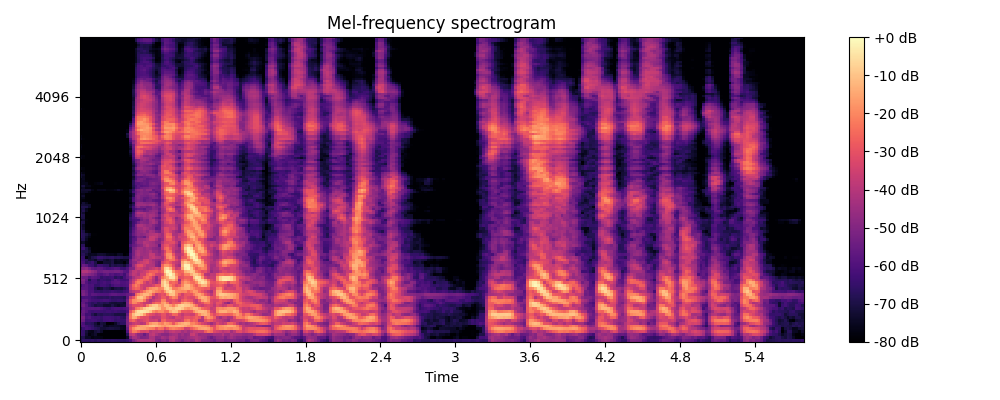 Mel-frequency spectrogram
+0 dB
-10 dB
-20 dB
-30 dB
-40 dB
-50 dB
-60 dB
-70 dB
-80 dB
Hz
4096
2048
1024
512
0
0 0.6 1.2 1.8 2.4 3 3.6 4.2 4.8 5.4
Time